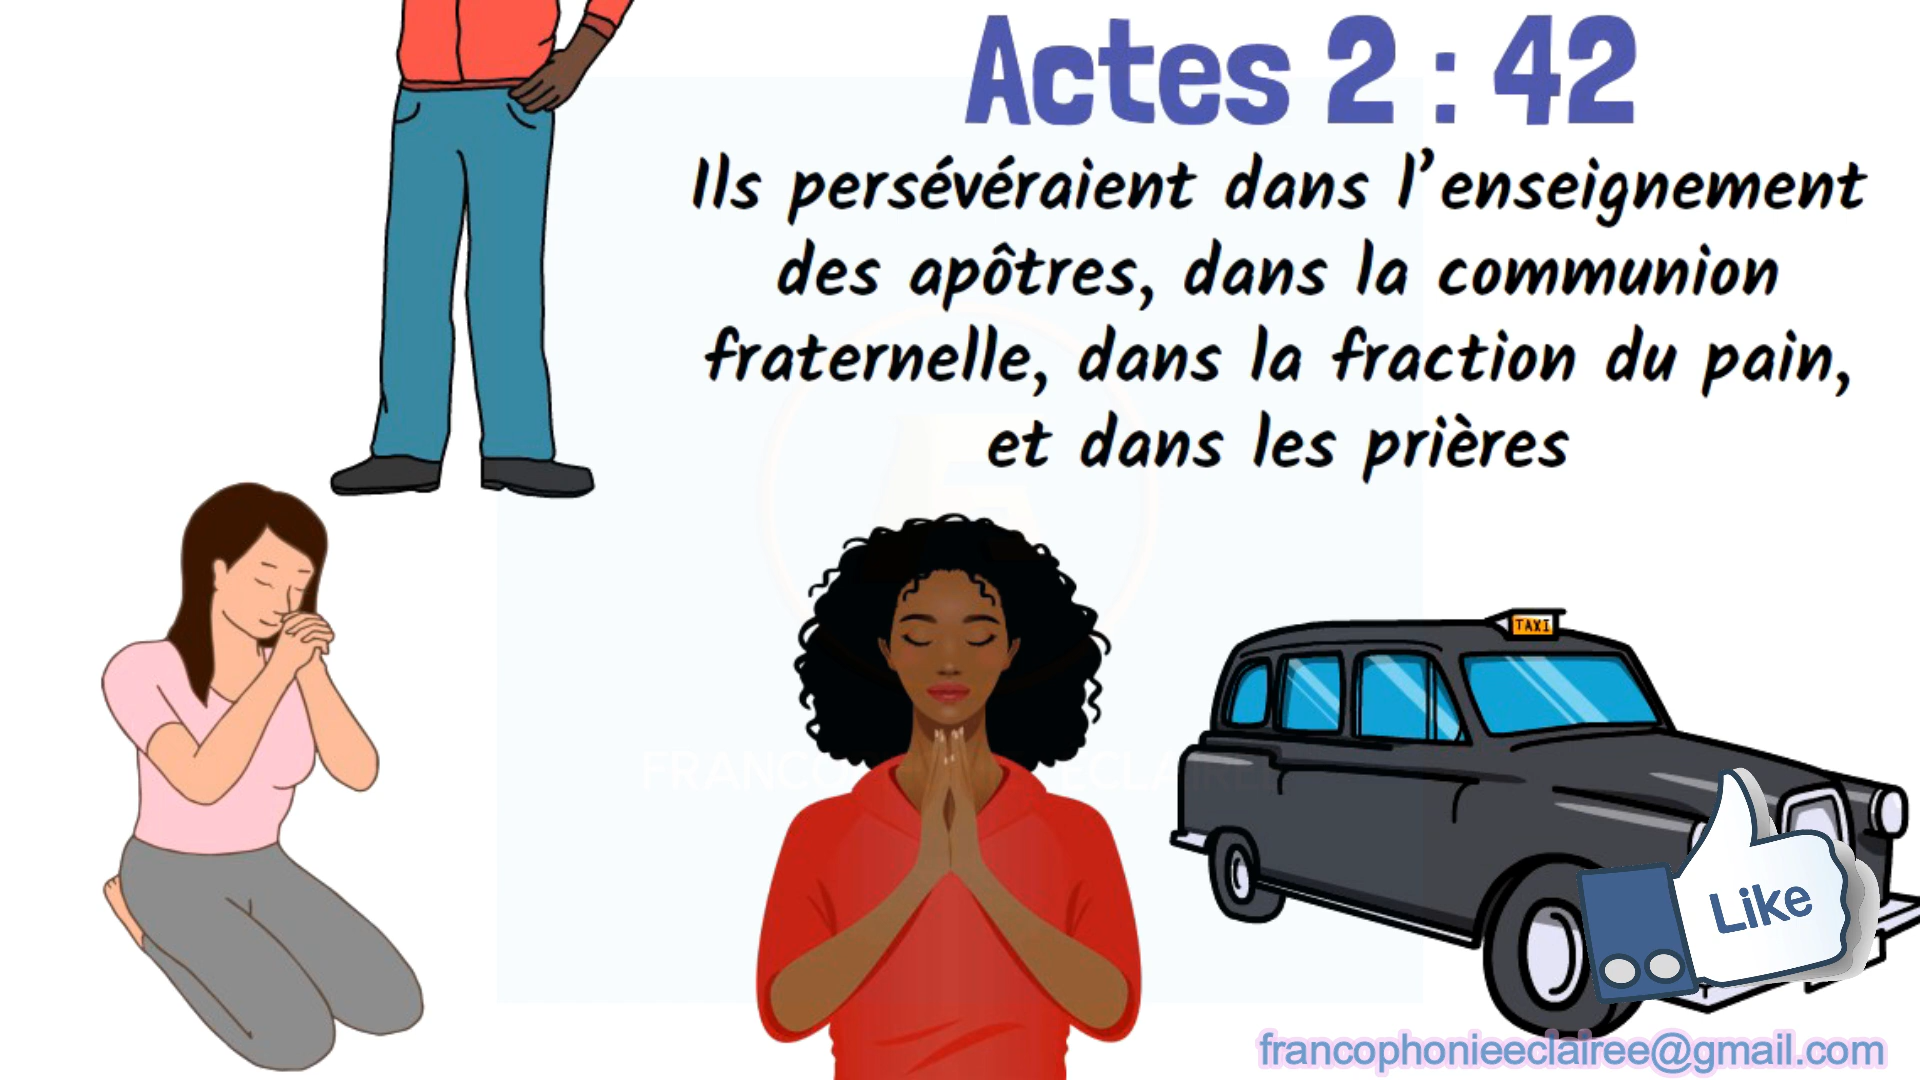 Actes 2 : 42
Ils persévéraient dans l’enseignement
des apôtres, dans la communion
fraternelle, dans la fraction du pain,
et dans les prières
TAXI
Like
francophonieeclairee@gmail.com